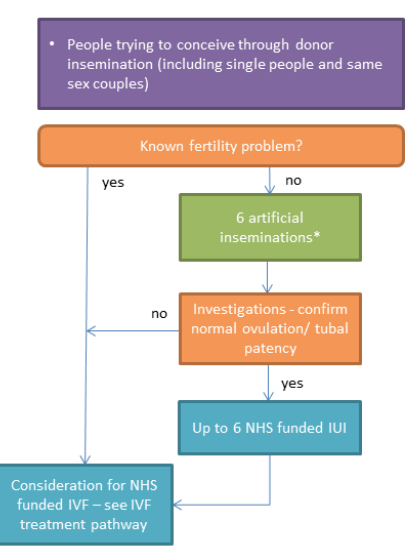 • People trying to conceive through donor
insemination (including single people and same
sex couples)
Known fertility problem?
yes
no
6 artificial
inseminations*
Investigations - confirm
normal ovulation/ tubal
patency
no
yes
Up to 6 NHS funded IUI
Consideration for NHS
funded IVF – see IVF
treatment pathway